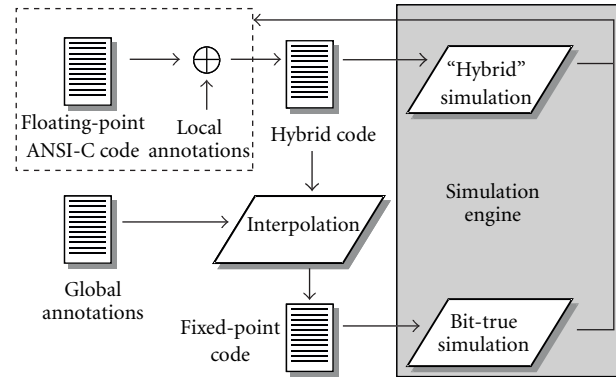 Floating-point
ANSI-C code
Local
annotations
Hybrid code
“Hybrid”
simulation
Simulation
engine
Interpolation
Global
annotations
Fixed-point
code
Bit-true
simulation